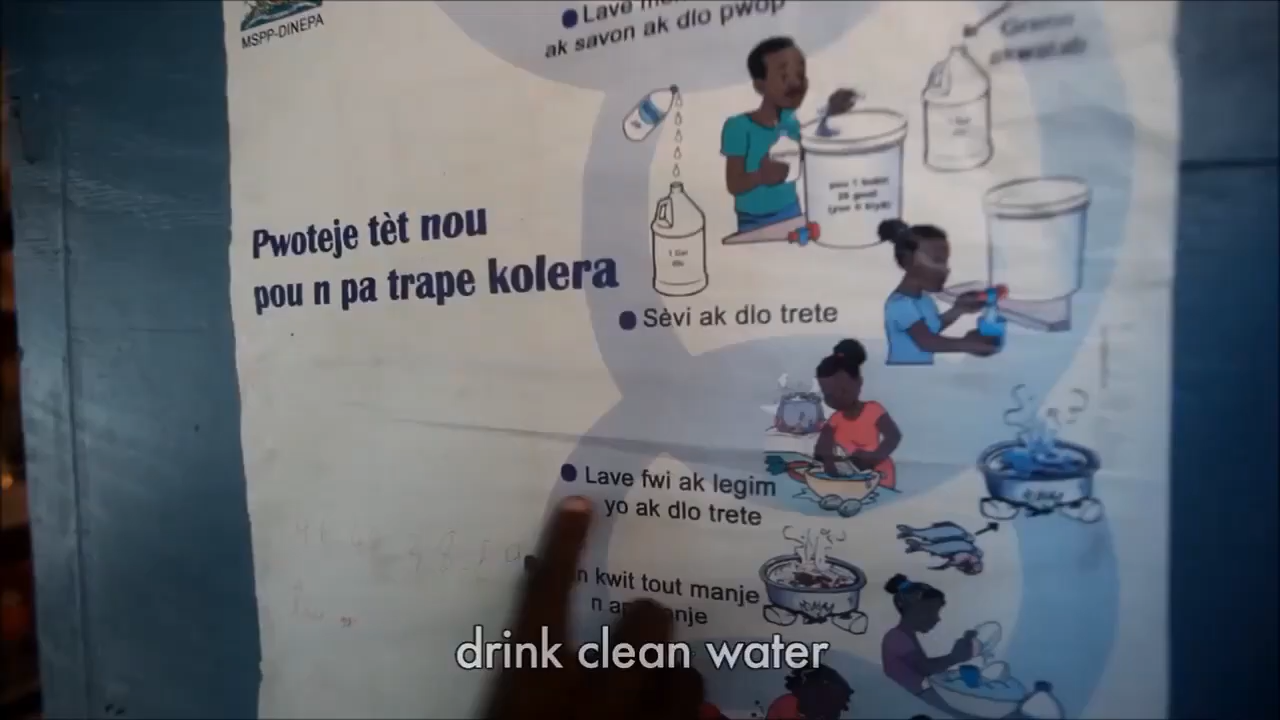 MSPP-DINEPA
Lave
ak savon ak dlo pwòp
Pwoteje tèt nou
pou n pa trape kolera
Sèvi ak dlo trete
Lave fwi ak legim
yo ak dlo trete
kwit tout manje
drink clean water